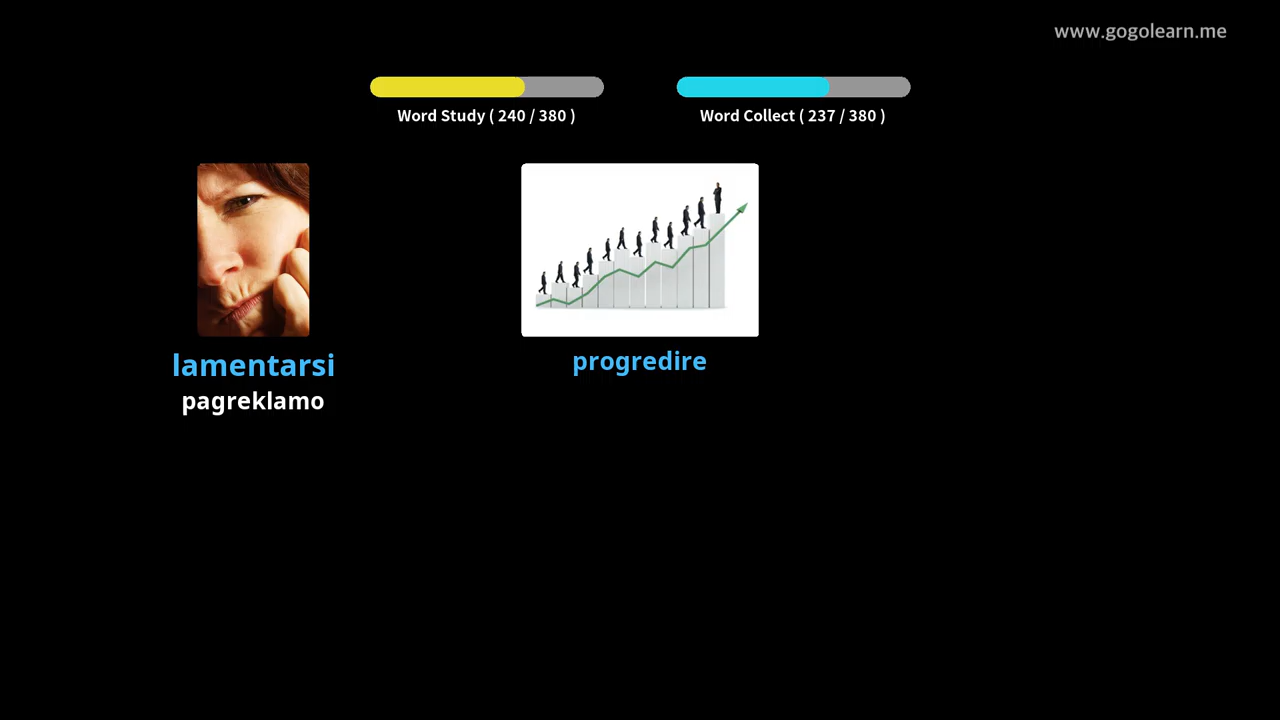 www.gogolearn.me
Word Study ( 240 / 380 )
Word Collect ( 237 / 380 )
lamentarsi
pagreklamo
progredire